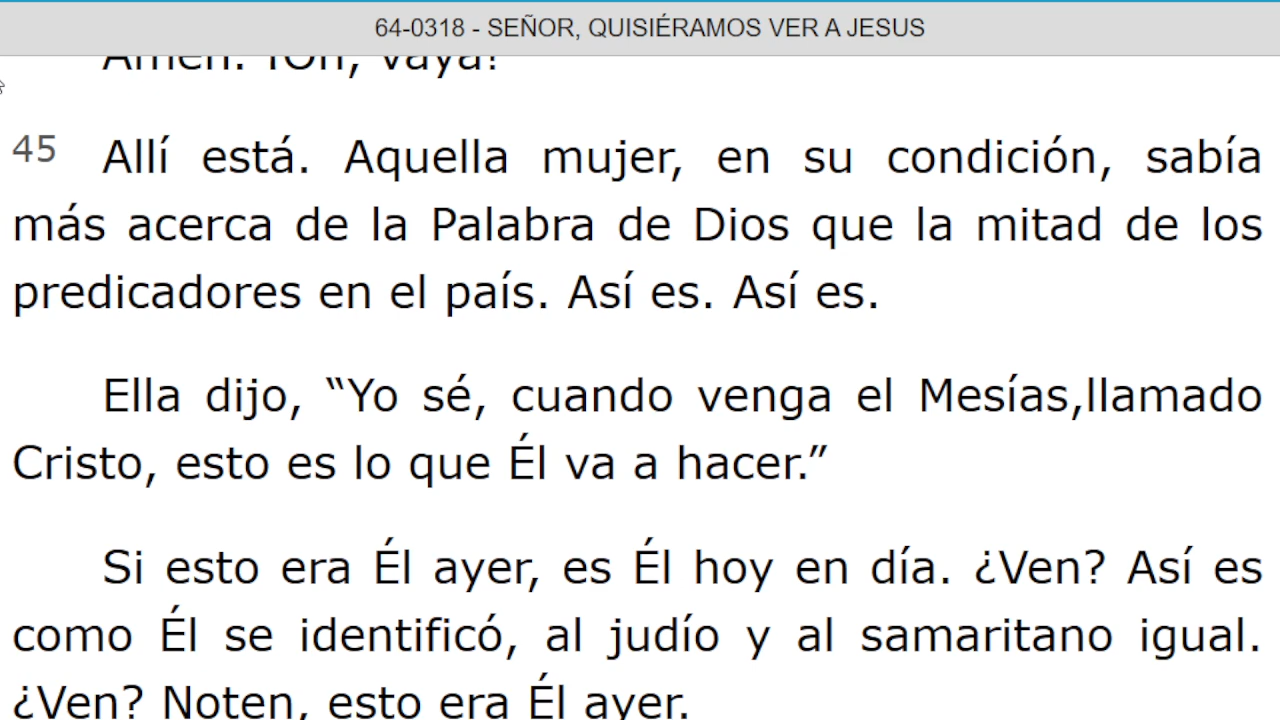 64-0318 - SEÑOR, QUISIÉRAMOS VER A JESUS
Amén. ¡Oh, vaya!
45 Allí está. Aquella mujer, en su condición, sabía
más acerca de la Palabra de Dios que la mitad de los
predicadores en el país. Así es. Así es.
Ella dijo, “Yo sé, cuando venga el Mesías,llamado
Cristo, esto es lo que Él va a hacer.”
Si esto era Él ayer, es Él hoy en día. ¿Ven? Así es
como Él se identificó, al judío y al samaritano igual.
¿Ven? Noten, esto era Él ayer.